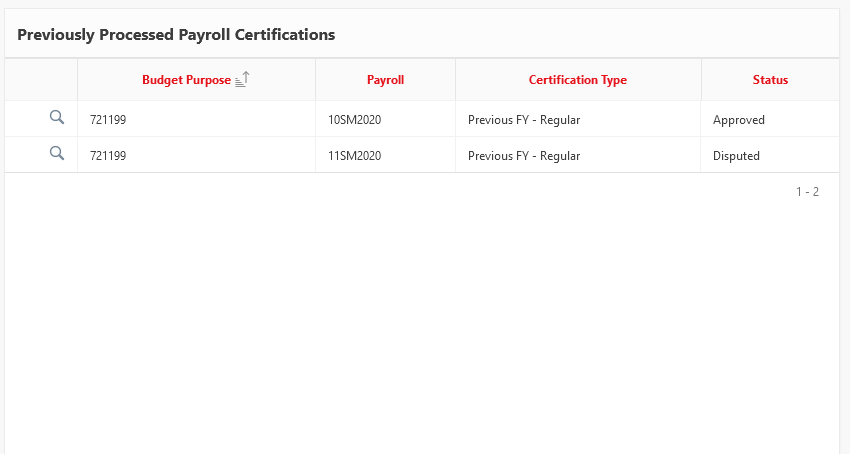 Previously Processed Payroll Certifications
Budget Purpose Payroll Certification Type Status
721199 10SM2020 Previous FY - Regular Approved
721199 11SM2020 Previous FY - Regular Disputed
1 - 2